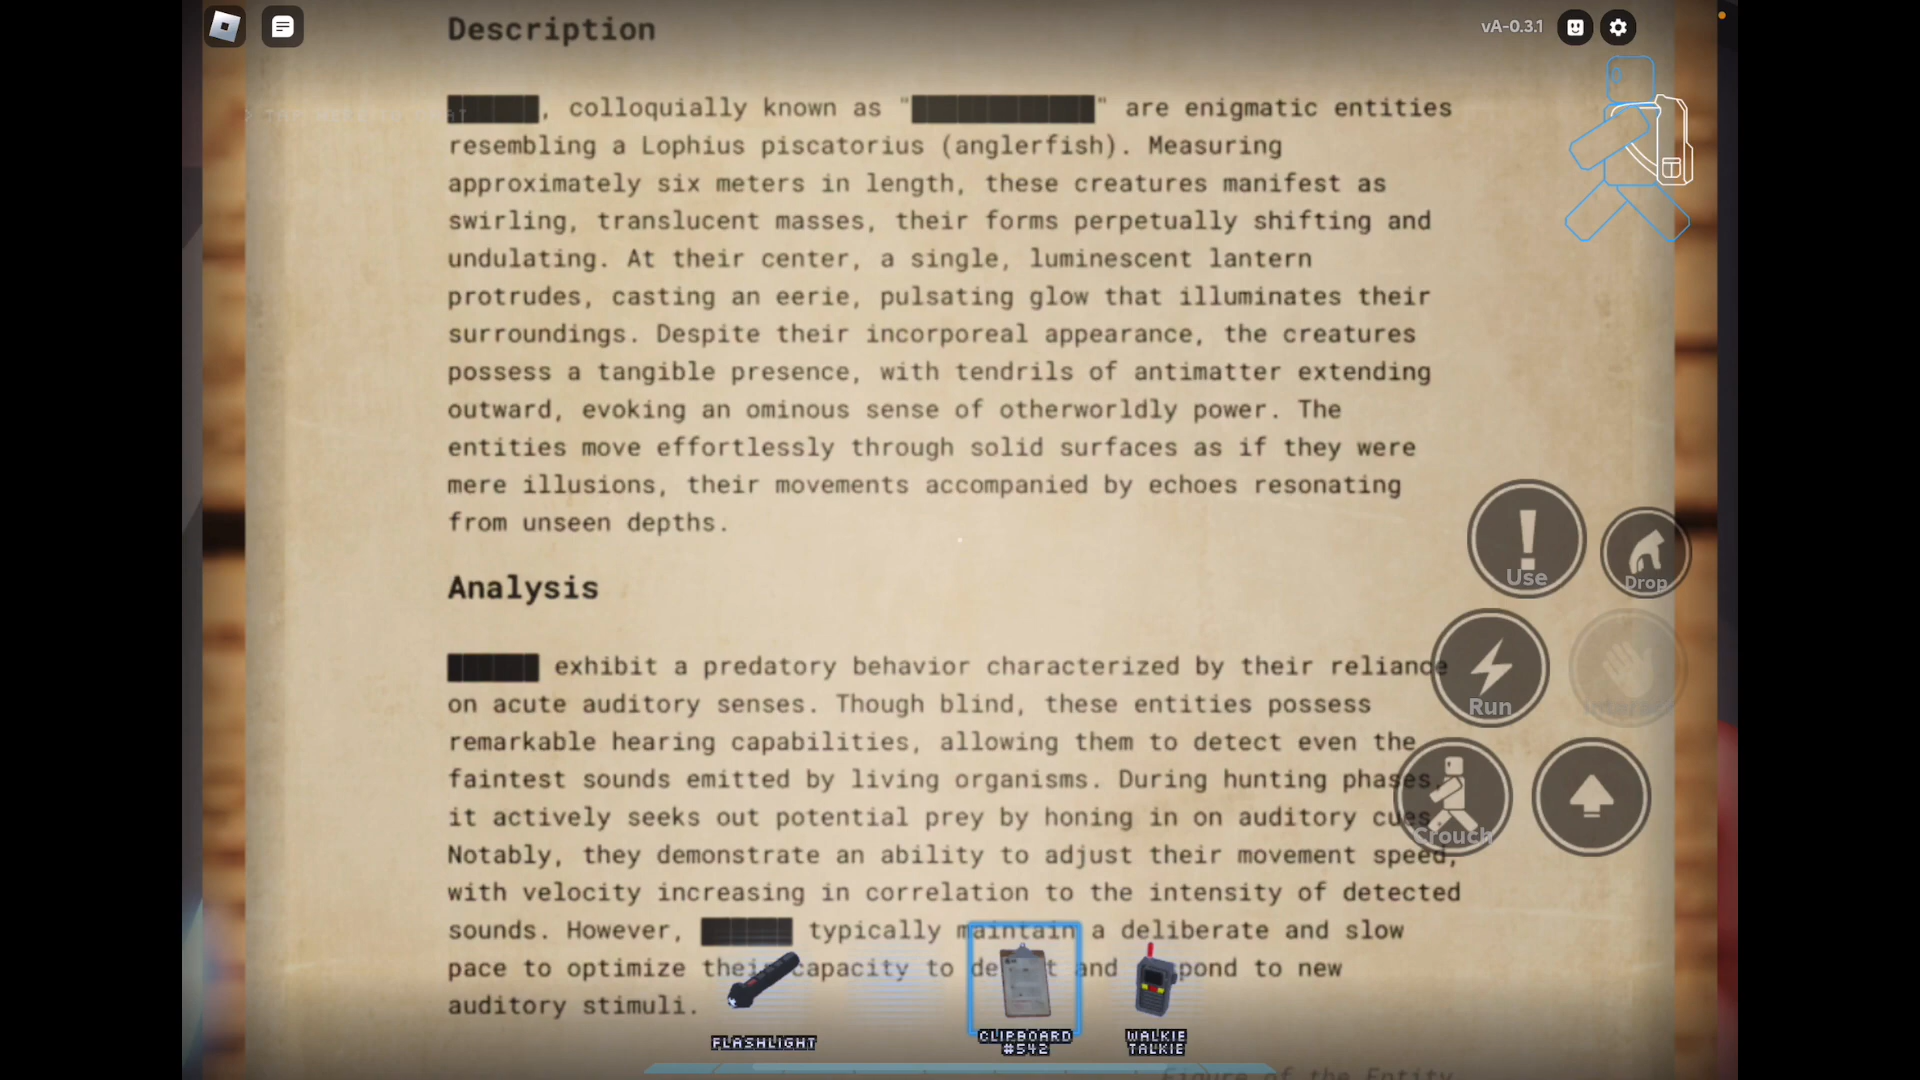 Description
vA-0.3.1
██████, colloquially known as "████████████" are enigmatic entities
resembling a Lophius piscatorius (anglerfish). Measuring
approximately six meters in length, these creatures manifest as
swirling, translucent masses, their forms perpetually shifting and
undulating. At their center, a single, luminescent lantern
protrudes, casting an eerie, pulsating glow that illuminates their
surroundings. Despite their incorporeal appearance, the creatures
possess a tangible presence, with tendrils of antimatter extending
outward, evoking an ominous sense of otherworldly power. The
entities move effortlessly through solid surfaces as if they were
mere illusions, their movements accompanied by echoes resonating
from unseen depths.
Analysis
██████ exhibit a predatory behavior characterized by their reliance
on acute auditory senses. Though blind, these entities possess
remarkable hearing capabilities, allowing them to detect even the
faintest sounds emitted by living organisms. During hunting phases,
it actively seeks out potential prey by honing in on auditory cues.
Notably, they demonstrate an ability to adjust their movement speed,
with velocity increasing in correlation to the intensity of detected
sounds. However, ██████ typically maintain a deliberate and slow
pace to optimize their capacity to detect and respond to new
auditory stimuli.
Figure of the Entity
Use
Drop
Run
Interact
Crouch
FLASHLIGHT
CLIPBOARD
#542
WALKIE
TALKIE